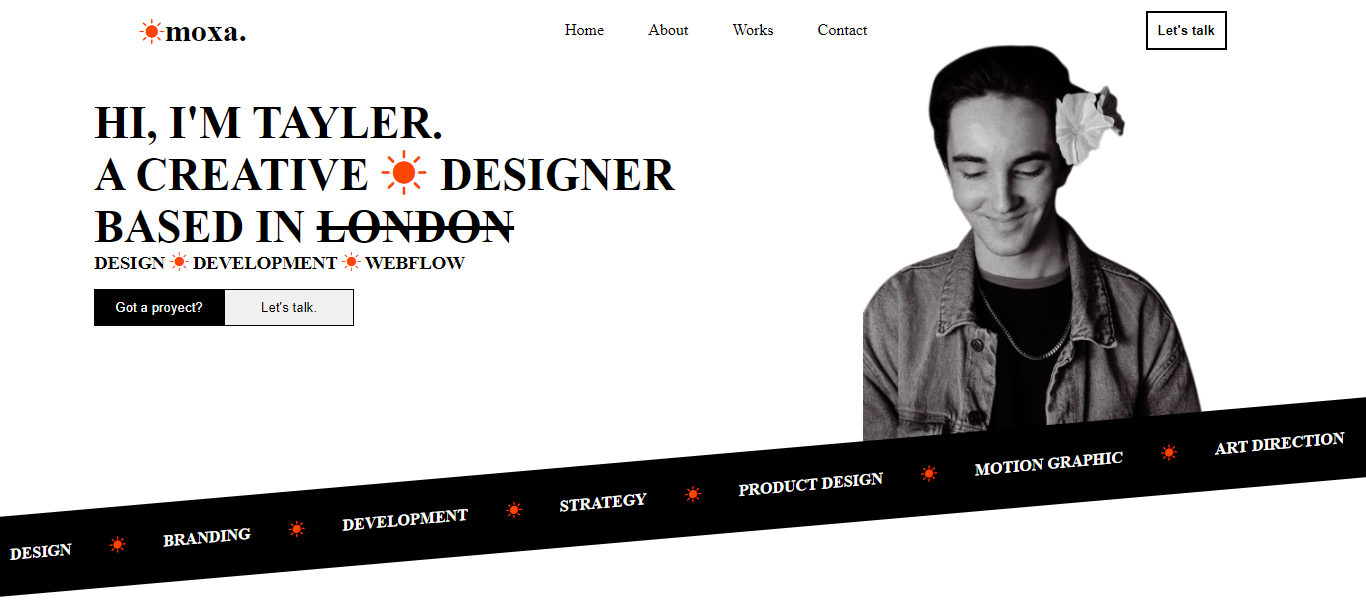 moxa.
Home About Works Contact
Let's talk
HI, I'M TAYLER.
A CREATIVE DESIGNER
BASED IN LONDON
DESIGN DEVELOPMENT WEBFLOW
Got a proyect? Let's talk.
DESIGN BRANDING DEVELOPMENT STRATEGY PRODUCT DESIGN MOTION GRAPHIC ART DIRECTION